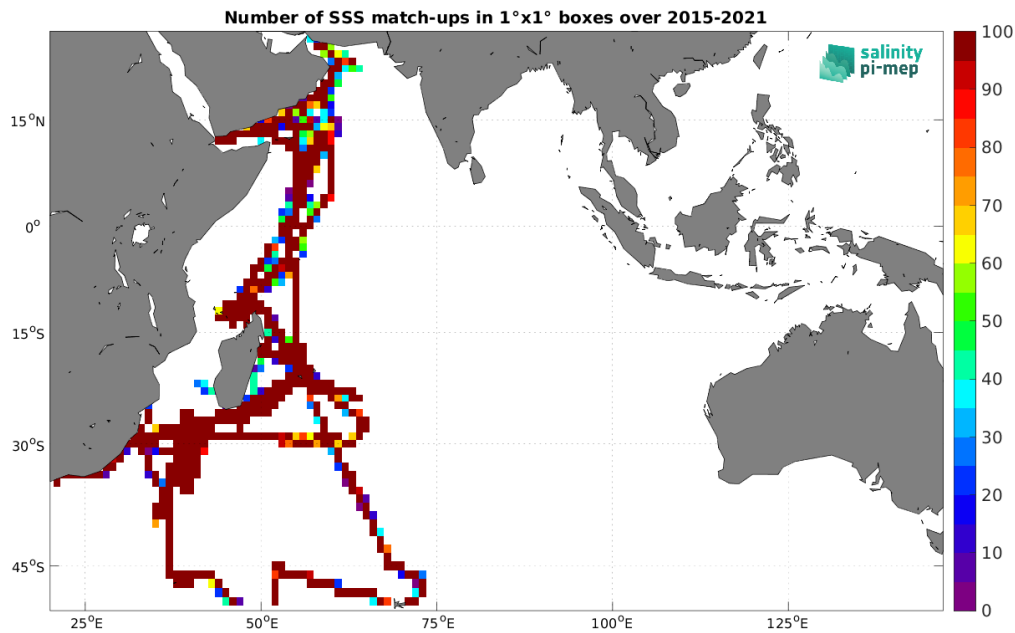 Number of SSS match-ups in 1°x1° boxes over 2015-2021
salinity
pi-mep
100
90
80
70
60
50
40
30
20
10
0
15°N
0°
15°S
30°S
45°S
25°E
50°E
75°E
100°E
125°E